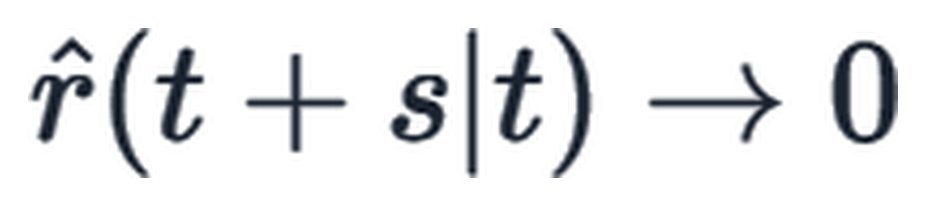 r̂(t + s|t) → 0